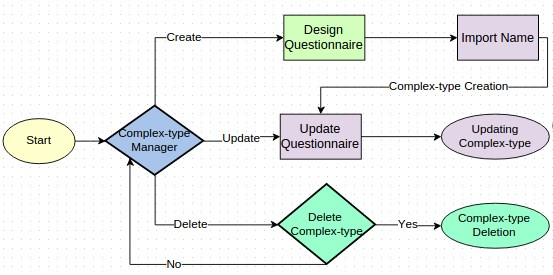 Create
Design
Questionnaire
Import Name
Complex-type Creation
Start
Complex-type
Manager
Update
Update
Questionnaire
Updating
Complex-type
Delete
Delete
Complex-type
Yes
Complex-type
Deletion
No